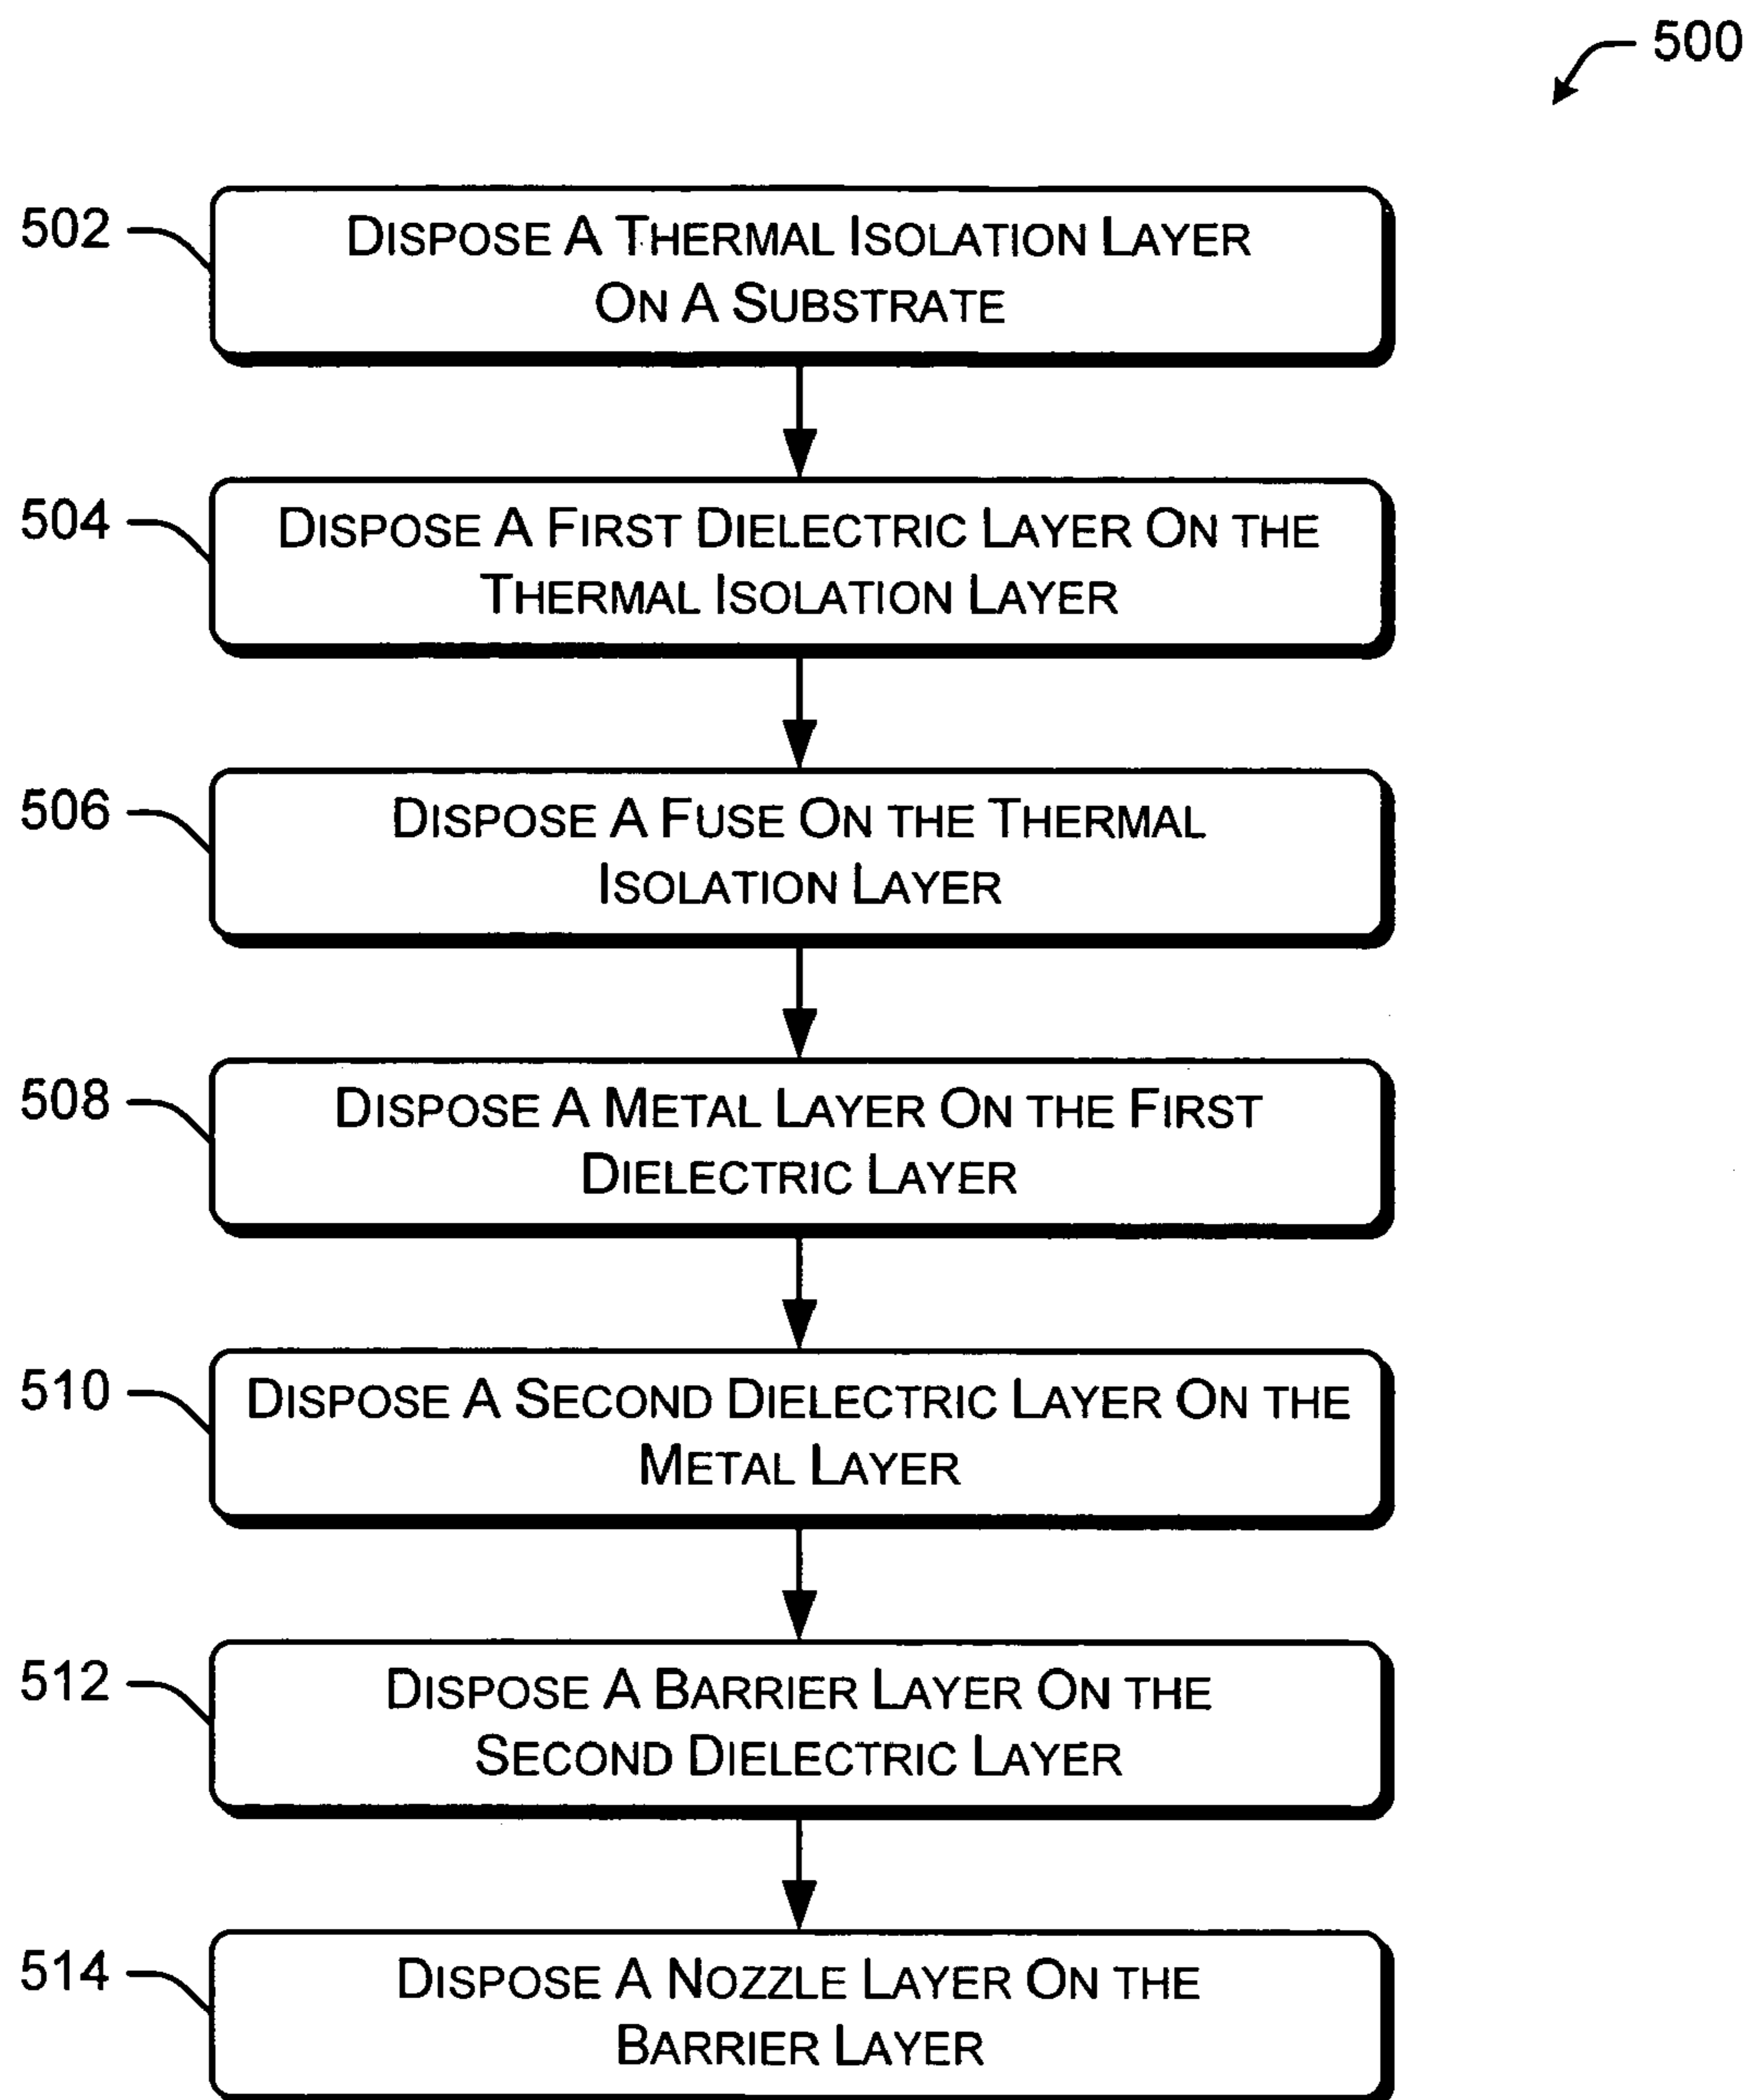 500
502
DISPOSE A THERMAL ISOLATION LAYER
ON A SUBSTRATE
504
DISPOSE A FIRST DIELECTRIC LAYER ON THE
THERMAL ISOLATION LAYER
506
DISPOSE A FUSE ON THE THERMAL
ISOLATION LAYER
508
DISPOSE A METAL LAYER ON THE FIRST
DIELECTRIC LAYER
510
DISPOSE A SECOND DIELECTRIC LAYER ON THE
METAL LAYER
512
DISPOSE A BARRIER LAYER ON THE
SECOND DIELECTRIC LAYER
514
DISPOSE A NOZZLE LAYER ON THE
BARRIER LAYER